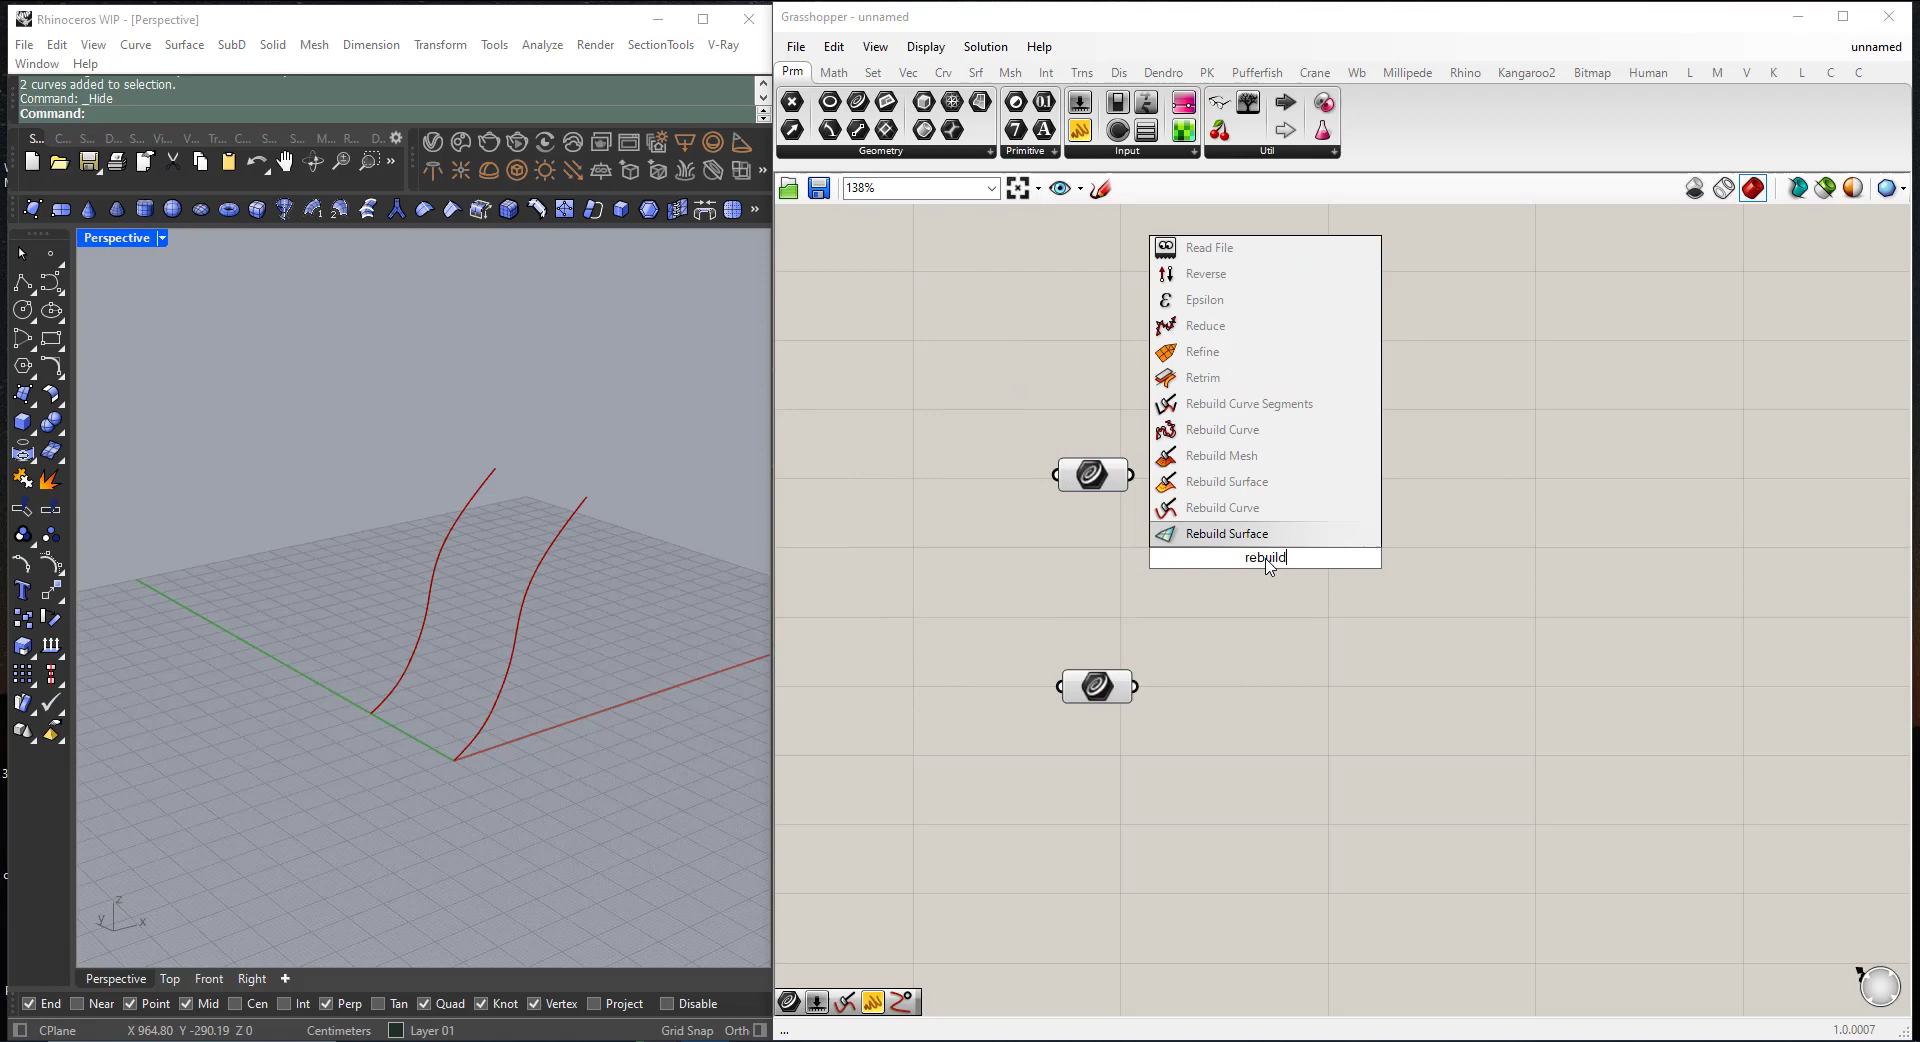 Rhinoceros WIP - [Perspective]
File Edit View Curve Surface SubD Solid Mesh Dimension Transform Tools Analyze Render SectionTools V-Ray
Window Help
2 curves added to selection.
Command: _Hide
Command:
S... C... S... D... S... Vi... V... Tr... C... S... S... M... R... D...
Perspective
z
y x
Perspective Top Front Right
End Near Point Mid Cen Int Perp Tan Quad Knot Vertex Project Disable
CPlane X 964.80 Y -290.19 Z 0 Centimeters Layer 01 Grid Snap Orth
Grasshopper - unnamed
File Edit View Display Solution Help unnamed
Prm Math Set Vec Crv Srf Msh Int Trns Dis Dendro PK Pufferfish Crane Wb Millipede Rhino Kangaroo2 Bitmap Human L M V K L C C
Geometry Primitive Input Util
138%
Read File
Reverse
Epsilon
Reduce
Refine
Retrim
Rebuild Curve Segments
Rebuild Curve
Rebuild Mesh
Rebuild Surface
Rebuild Curve
Rebuild Surface
rebuild
...
1.0.0007